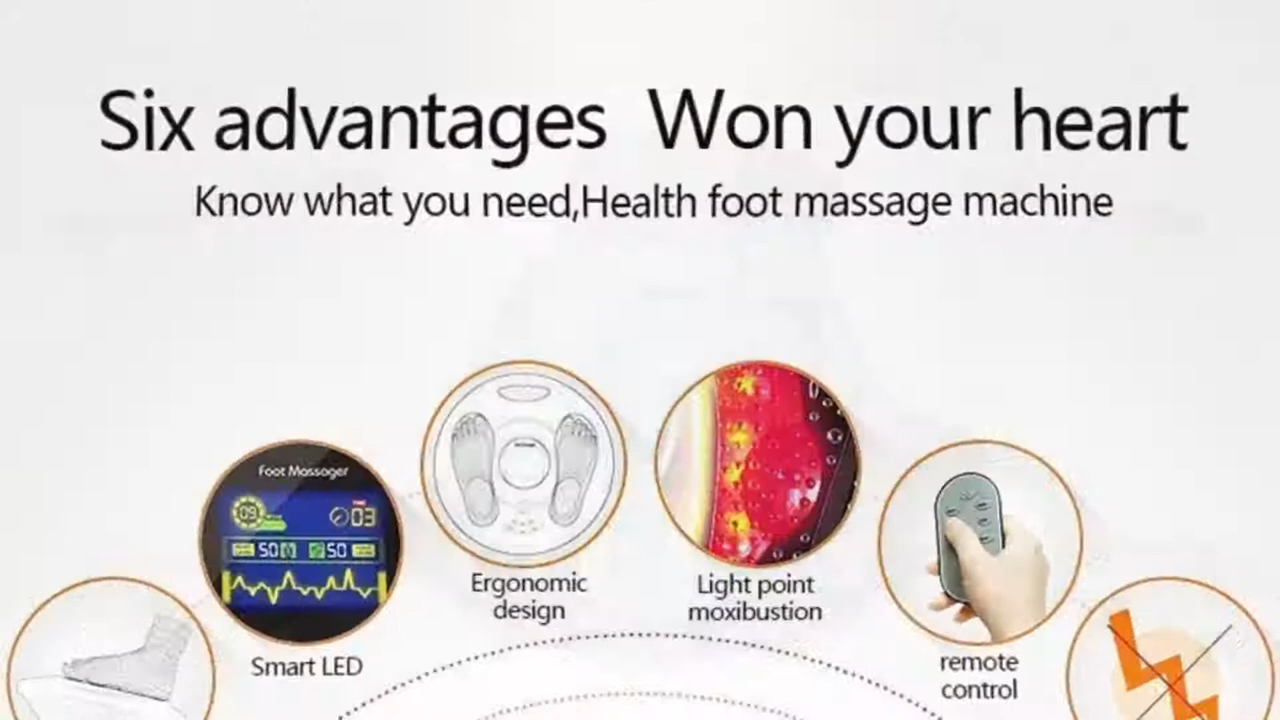 Six advantages Won your heart
Know what you need,Health foot massage machine
Foot Massager
09
03
50
50
Ergonomic
design
Light point
moxibustion
Smart LED
remote
control